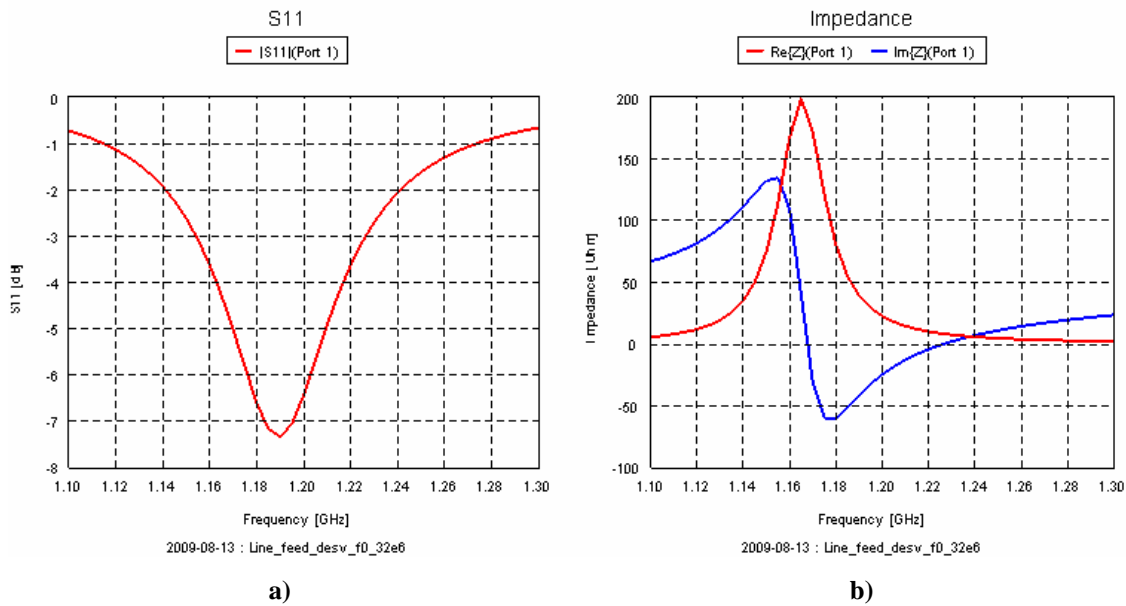 S11
|S11|(Port 1)
0
-1
-2
-3
-4
-5
-6
-7
-8
S11 [dB]
1.10 1.12 1.14 1.16 1.18 1.20 1.22 1.24 1.26 1.28 1.30
Frequency [GHz]
2009-08-13 : Line_feed_desv_f0_32e6
a)
Impedance
Re{Z}(Port 1) Im{Z}(Port 1)
200
150
100
50
0
-50
-100
Impedance [Ohm]
1.10 1.12 1.14 1.16 1.18 1.20 1.22 1.24 1.26 1.28 1.30
Frequency [GHz]
2009-08-13 : Line_feed_desv_f0_32e6
b)